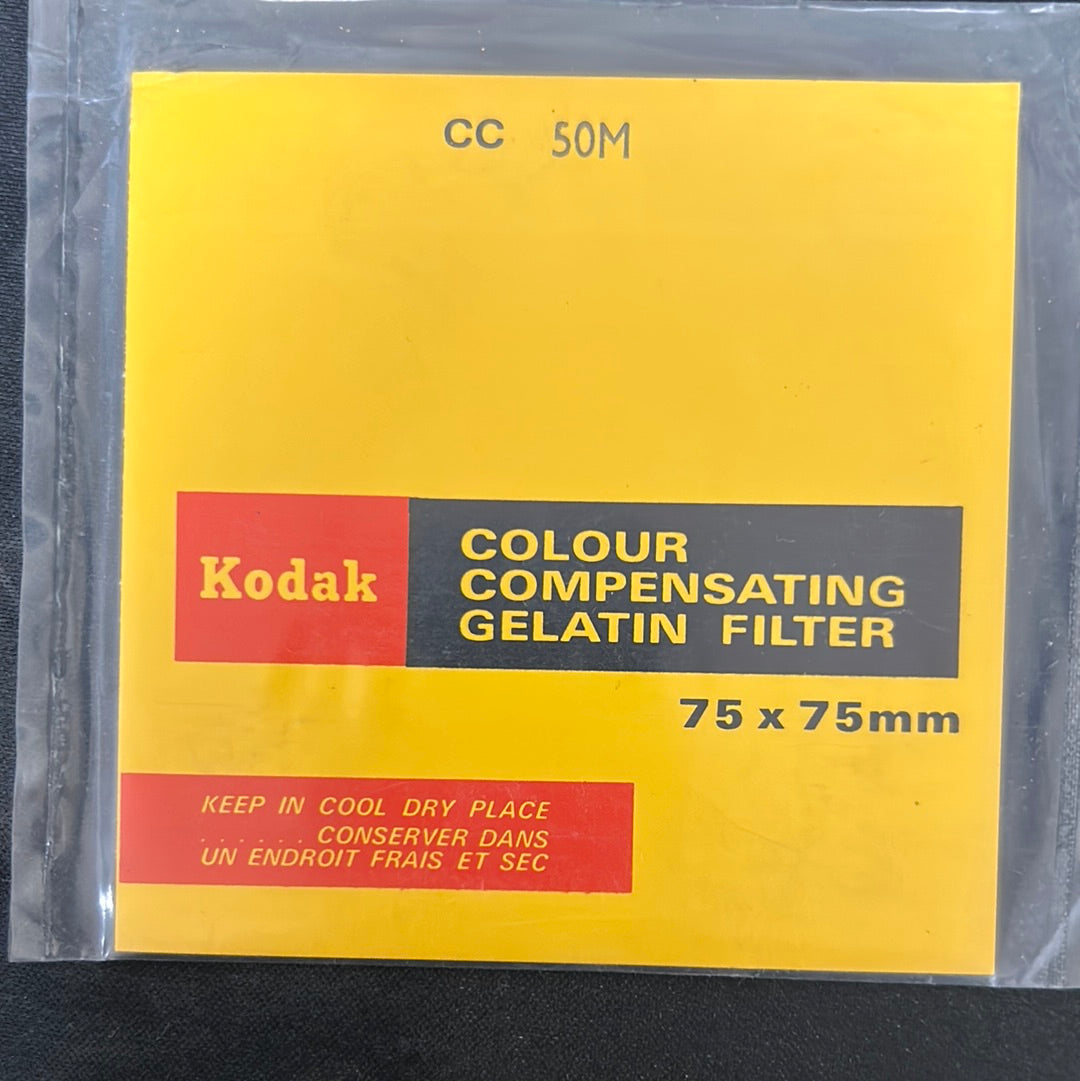 CC 50M
Kodak
COLOUR
COMPENSATING
GELATIN FILTER
75 x 75mm
KEEP IN COOL DRY PLACE
. . . . . . CONSERVER DANS
UN ENDROIT FRAIS ET SEC